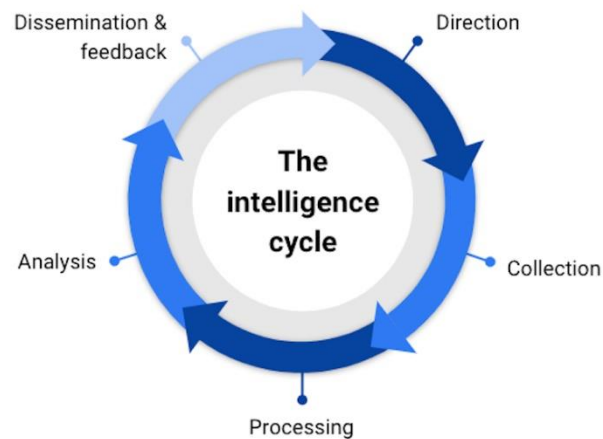 Dissemination &
feedback
Direction
The
intelligence
cycle
Analysis
Collection
Processing